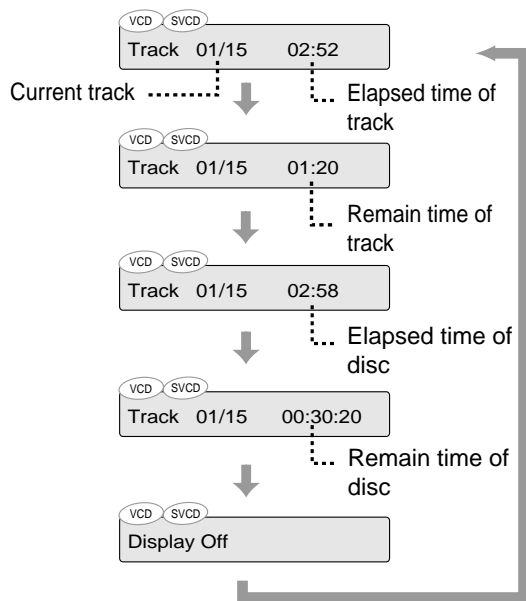 VCD SVCD
Track 01/15 02:52
Current track
Elapsed time of
track
VCD SVCD
Track 01/15 01:20
Remain time of
track
VCD SVCD
Track 01/15 02:58
Elapsed time of
disc
VCD SVCD
Track 01/15 00:30:20
Remain time of
disc
VCD SVCD
Display Off